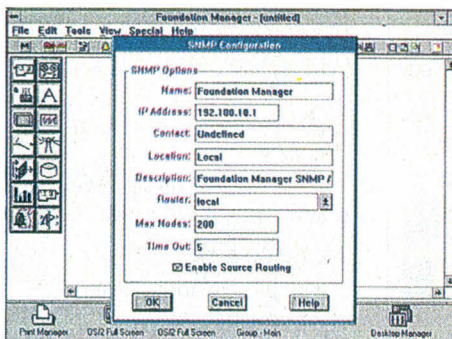 Foundation Manager - [untitled]
File Edit Tools View Special Help
SNMP Configuration
SNMP Options
Name: Foundation Manager
IP Address: 192.100.10.1
Contact: Undefined
Location: Local
Description: Foundation Manager SNMP
Router: local
Max Nodes: 200
Time Out: 5
Enable Source Routing
OK Cancel Help
Print Manager OS/2 Full Screen OS/2 Full Screen Group - Main Desktop Manager